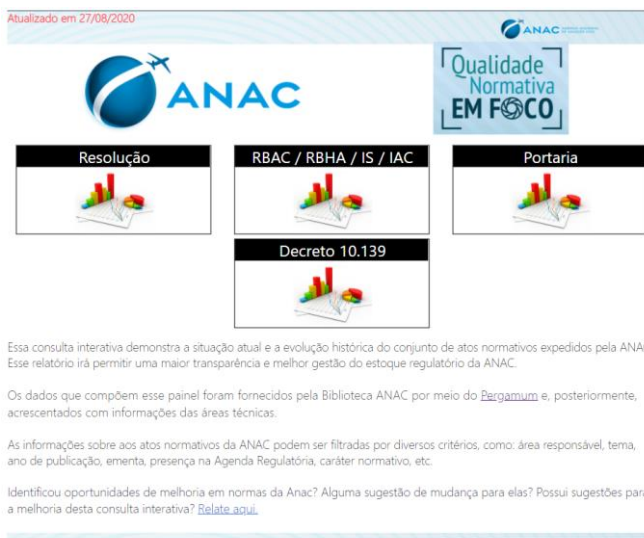 Atualizado em 27/08/2020
ANAC
ANAC
Qualidade
Normativa
EM FOCO
Resolução
RBAC / RBHA / IS / IAC
Portaria
Decreto 10.139
Essa consulta interativa demonstra a situação atual e a evolução histórica do conjunto de atos normativos expedidos pela ANA
Esse relatório irá permitir uma maior transparência e melhor gestão do estoque regulatório da ANAC.
Os dados que compõem esse painel foram fornecidos pela Biblioteca ANAC por meio do Pergamum e, posteriormente,
acrescentados com informações das áreas técnicas.
As informações sobre aos atos normativos da ANAC podem ser filtradas por diversos critérios, como: área responsável, tema,
ano de publicação, ementa, presença na Agenda Regulatória, caráter normativo, etc.
Identificou oportunidades de melhoria em normas da Anac? Alguma sugestão de mudança para elas? Possui sugestões para
a melhoria desta consulta interativa? Relate aqui.